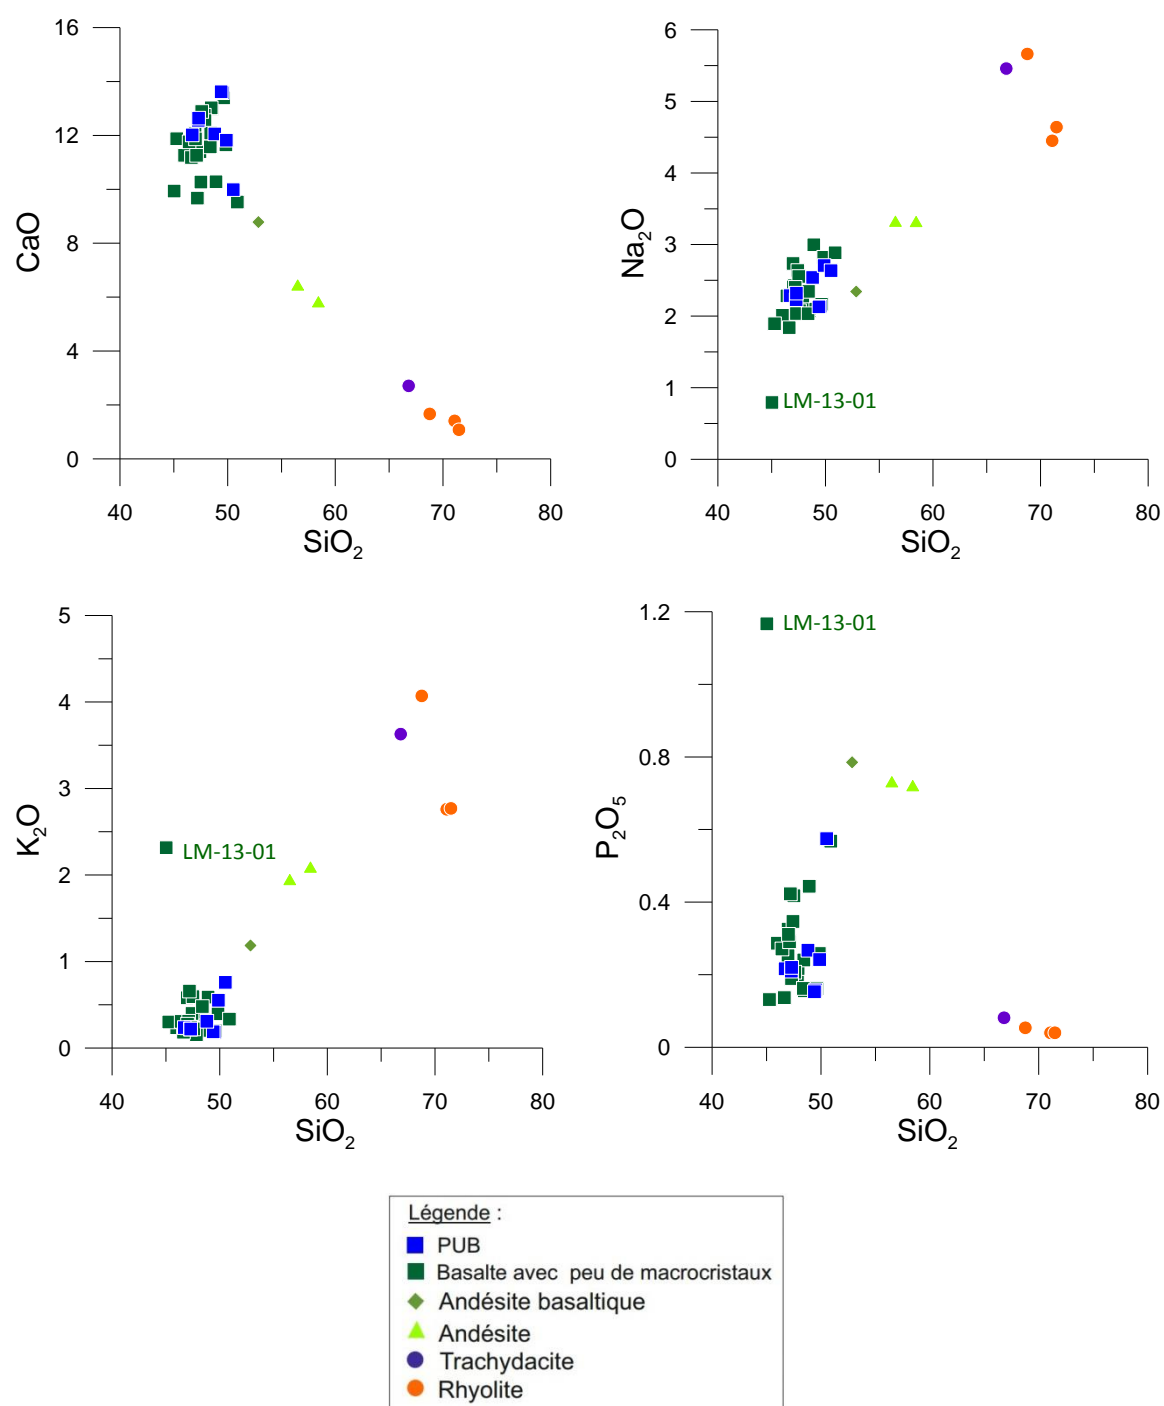 16
12
8
4
0
CaO
40 50 60 70 80
SiO₂
6
5
4
3
2
1
0
Na₂O
LM-13-01
40 50 60 70 80
SiO₂
5
4
3
2
1
0
K₂O
LM-13-01
40 50 60 70 80
SiO₂
1.2
0.8
0.4
0
P₂O₅
LM-13-01
40 50 60 70 80
SiO₂
Légende :
PUB
Basalte avec peu de macrocristaux
Andésite basaltique
Andésite
Trachydacite
Rhyolite